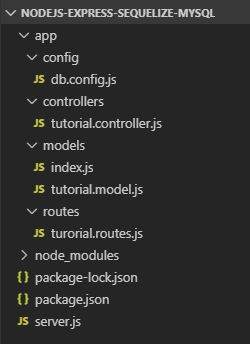 NODEJS-EXPRESS-SEQUELIZE-MYSQL
app
config
JS db.config.js
controllers
JS tutorial.controller.js
models
JS index.js
JS tutorial.model.js
routes
JS turorial.routes.js
node_modules
{} package-lock.json
{} package.json
JS server.js